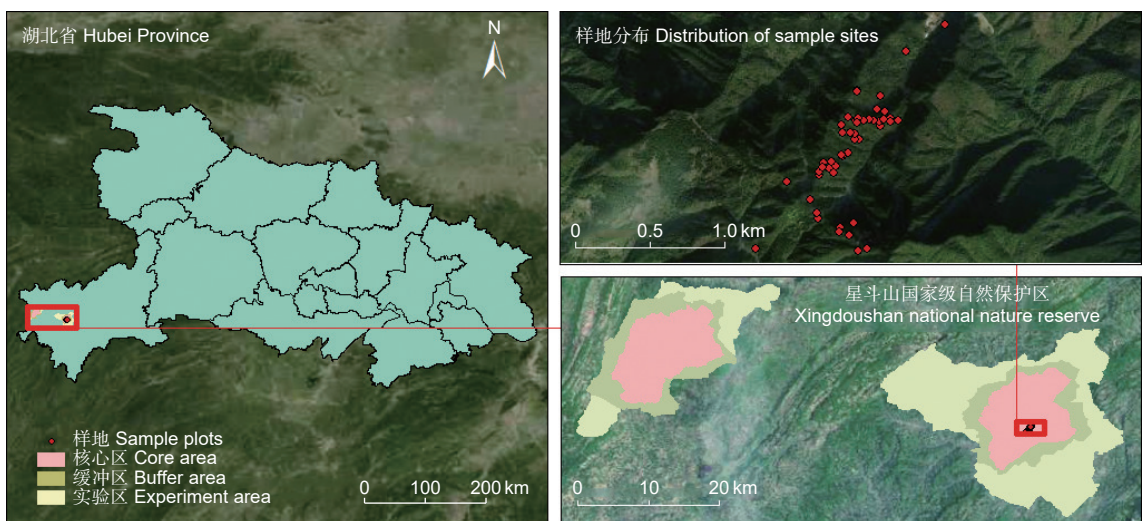 湖北省 Hubei Province
N
样地 Sample plots
核心区 Core area
缓冲区 Buffer area
实验区 Experiment area
0 100 200 km
样地分布 Distribution of sample sites
0 0.5 1.0 km
星斗山国家级自然保护区
Xingdoushan national nature reserve
0 10 20 km